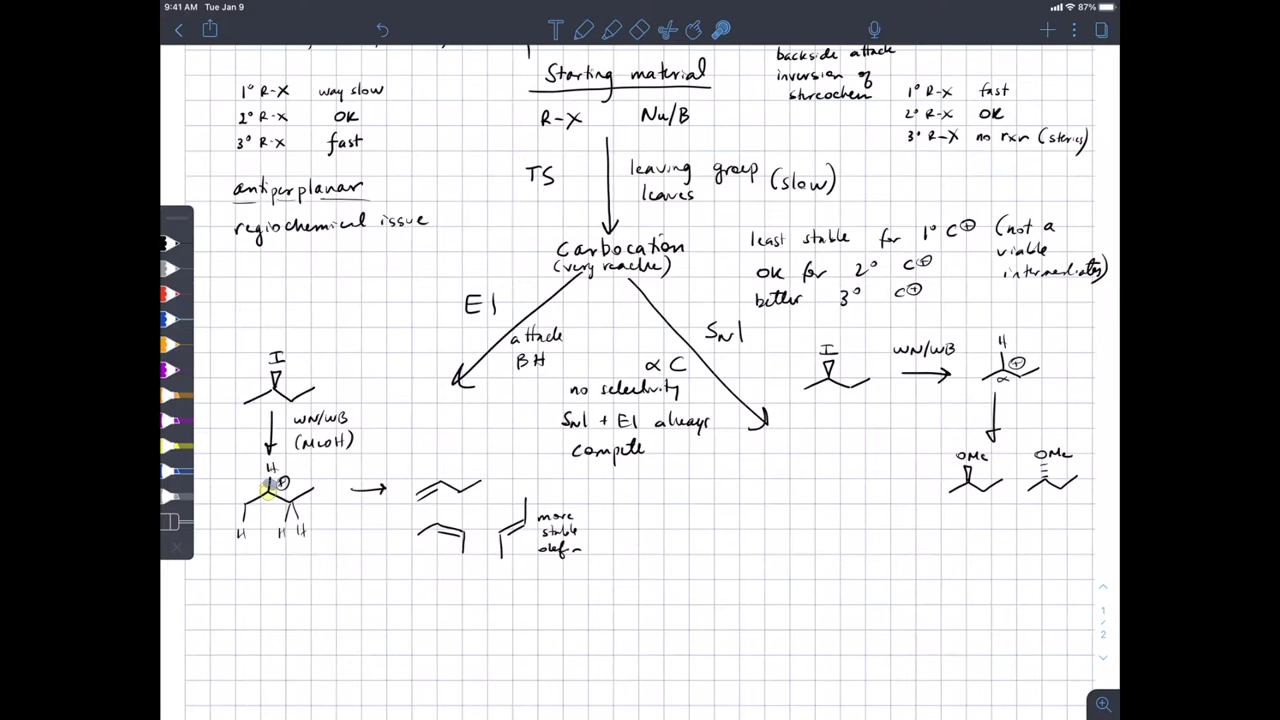 9:41 AM Tue Jan 9
87%
backside attack
inversion of
stereochem
Starting material
R-X Nu/B
1° R-X way slow
2° R-X OK
3° R-X fast
1° R-X fast
2° R-X OK
3° R-X no rxn (sterics)
antiperplanar
regiochemical issue
TS
leaving group
leaves
(slow)
Carbocation
(very reactive)
least stable for 1° C⊕ (not a
viable
intermediate)
OK for 2° C⊕
better 3° C⊕
E1
attack
βH
SN1
α C
no selectivity
SN1 + E1 always
compete
I
WN/WB
(MeOH)
H
⊕
H H H
more
stable
I
WN/WB
H
⊕
α
OMe OMe
1
/
2